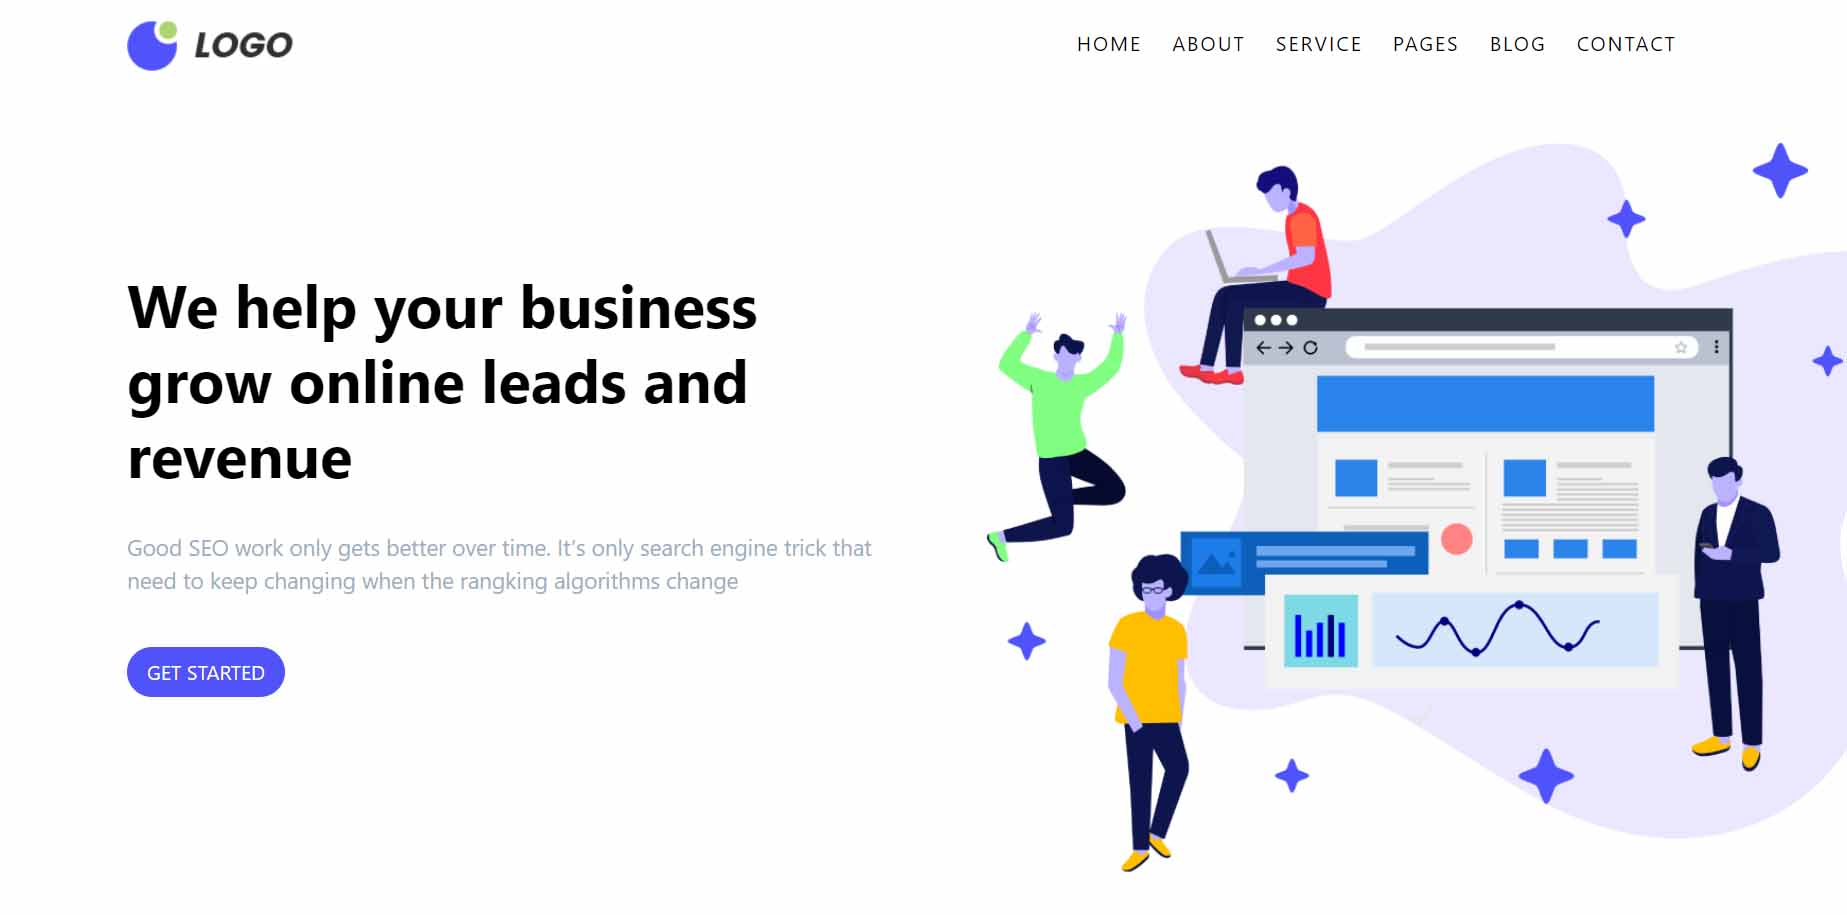 LOGO
HOME ABOUT SERVICE PAGES BLOG CONTACT
We help your business
grow online leads and
revenue
Good SEO work only gets better over time. It’s only search engine trick that
need to keep changing when the rangking algorithms change
GET STARTED